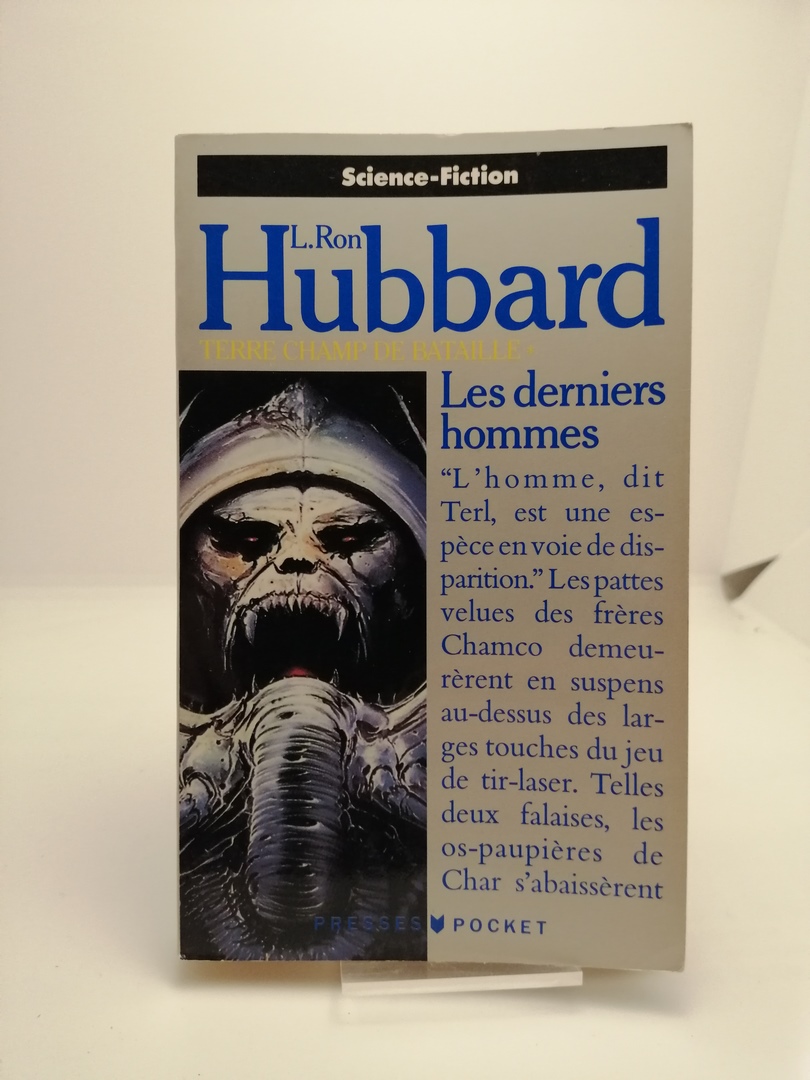 Science-Fiction
L.Ron
Hubbard
TERRE CHAMP DE BATAILLE *
Les derniers
hommes
“L'homme, dit
Terl, est une es-
pèce en voie de dis-
parition.” Les pattes
velues des frères
Chamco demeu-
rèrent en suspens
au-dessus des lar-
ges touches du jeu
de tir-laser. Telles
deux falaises, les
os-paupières de
Char s'abaissèrent
PRESSES POCKET